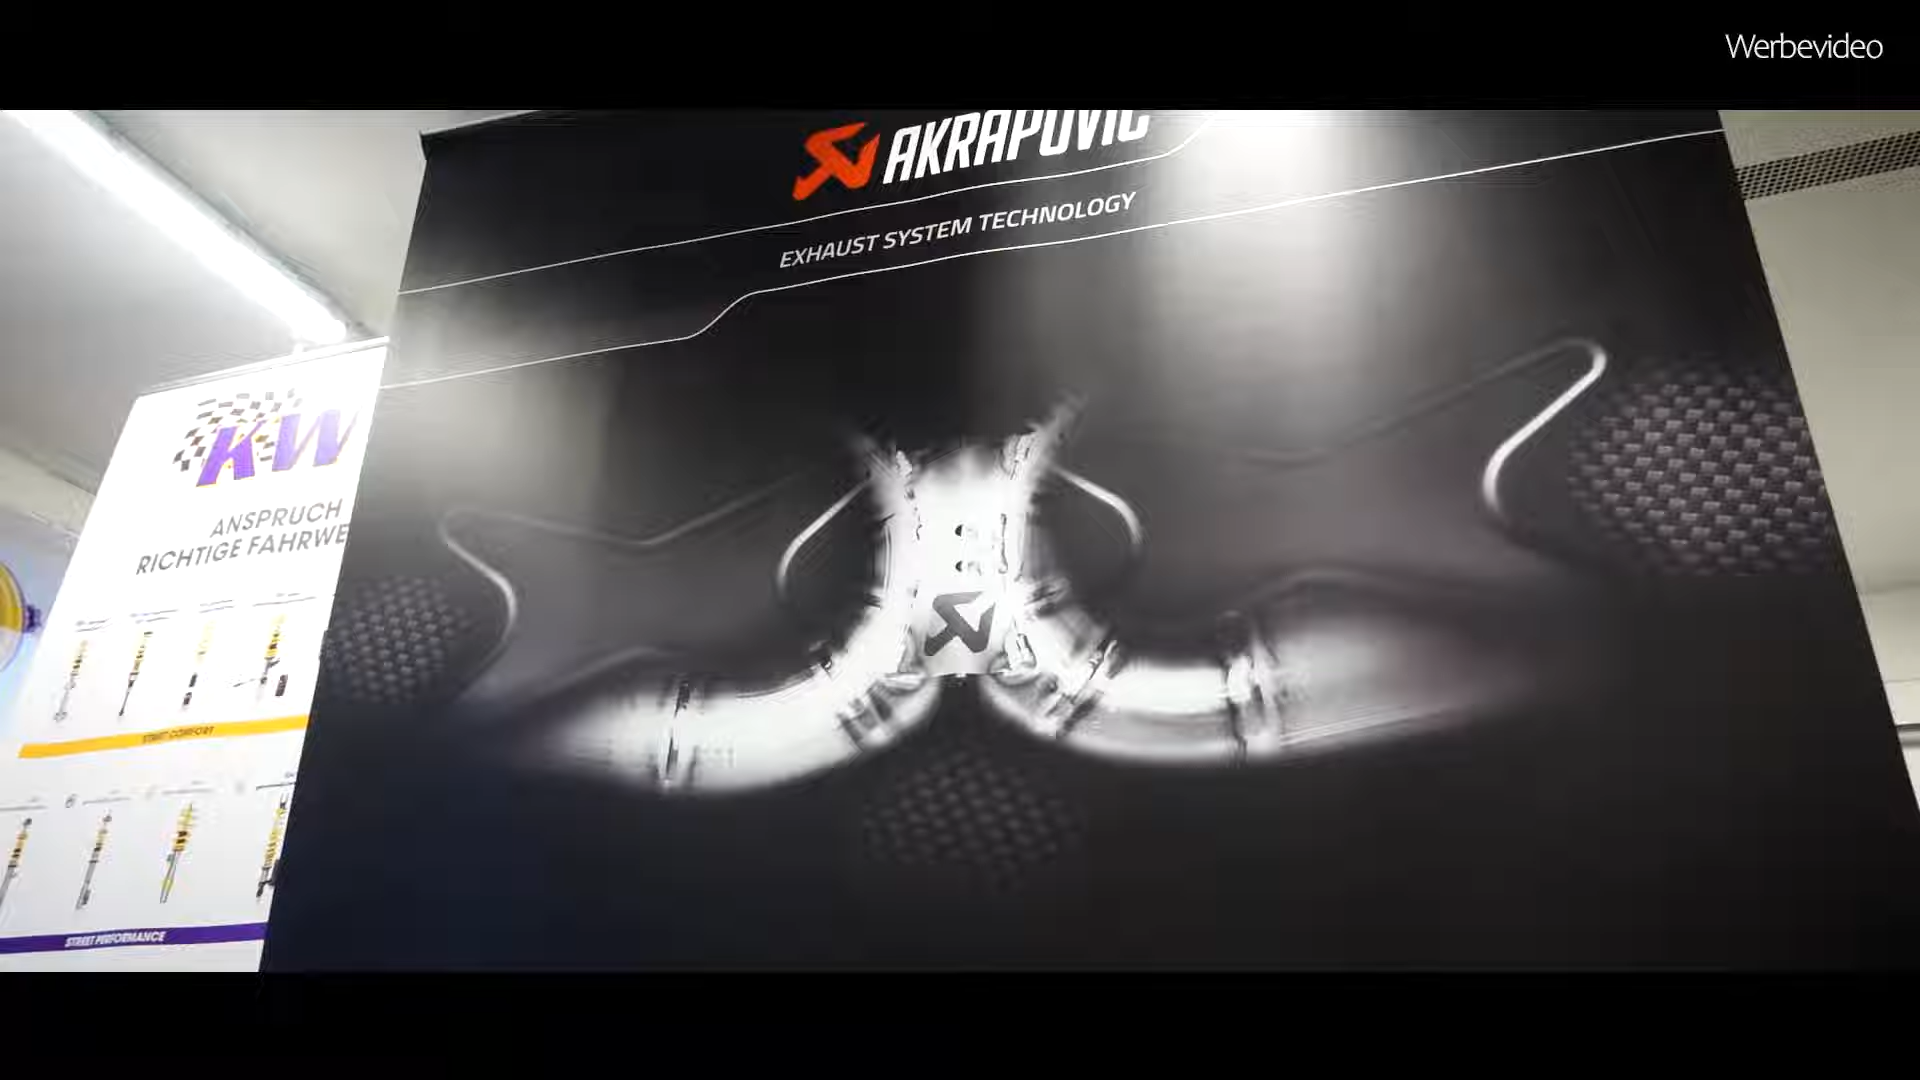 Werbevideo
AKRAPOVIC
EXHAUST SYSTEM TECHNOLOGY
KW
ANSPRUCH
RICHTIGE FAHRWE
STREET COMFORT
STREET PERFORMANCE